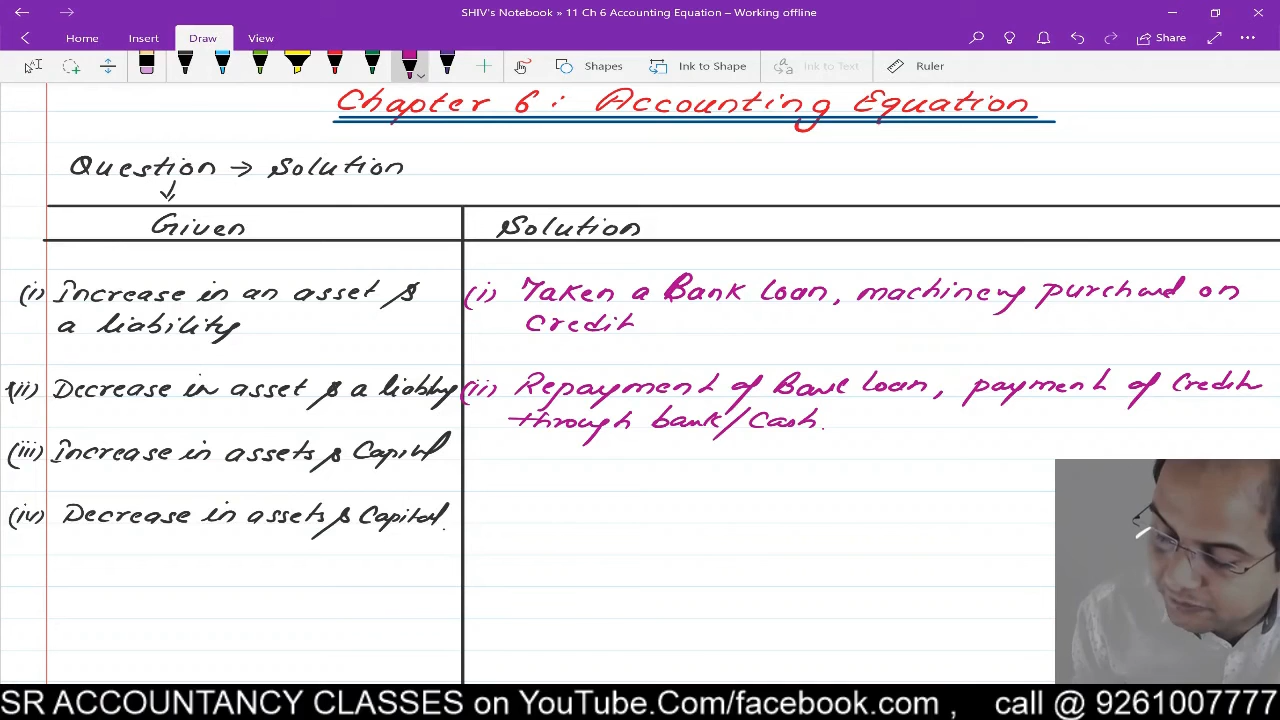 SHIV's Notebook » 11 Ch 6 Accounting Equation – Working offline
Home Insert Draw View Share
Shapes Ink to Shape Ink to Text Ruler
Chapter 6 : Accounting Equation
Question → Solution
Given Solution
(i) Increase in an asset & a liability
(i) Taken a Bank Loan, machinery purchased on
Credit
(ii) Decrease in asset & a liability
(ii) Repayment of Bank Loan, payment of Credit
through bank/Cash.
(iii) Increase in assets & Capital
(iv) Decrease in assets & Capital.
SR ACCOUNTANCY CLASSES on YouTube.Com/facebook.com , call @ 9261007777